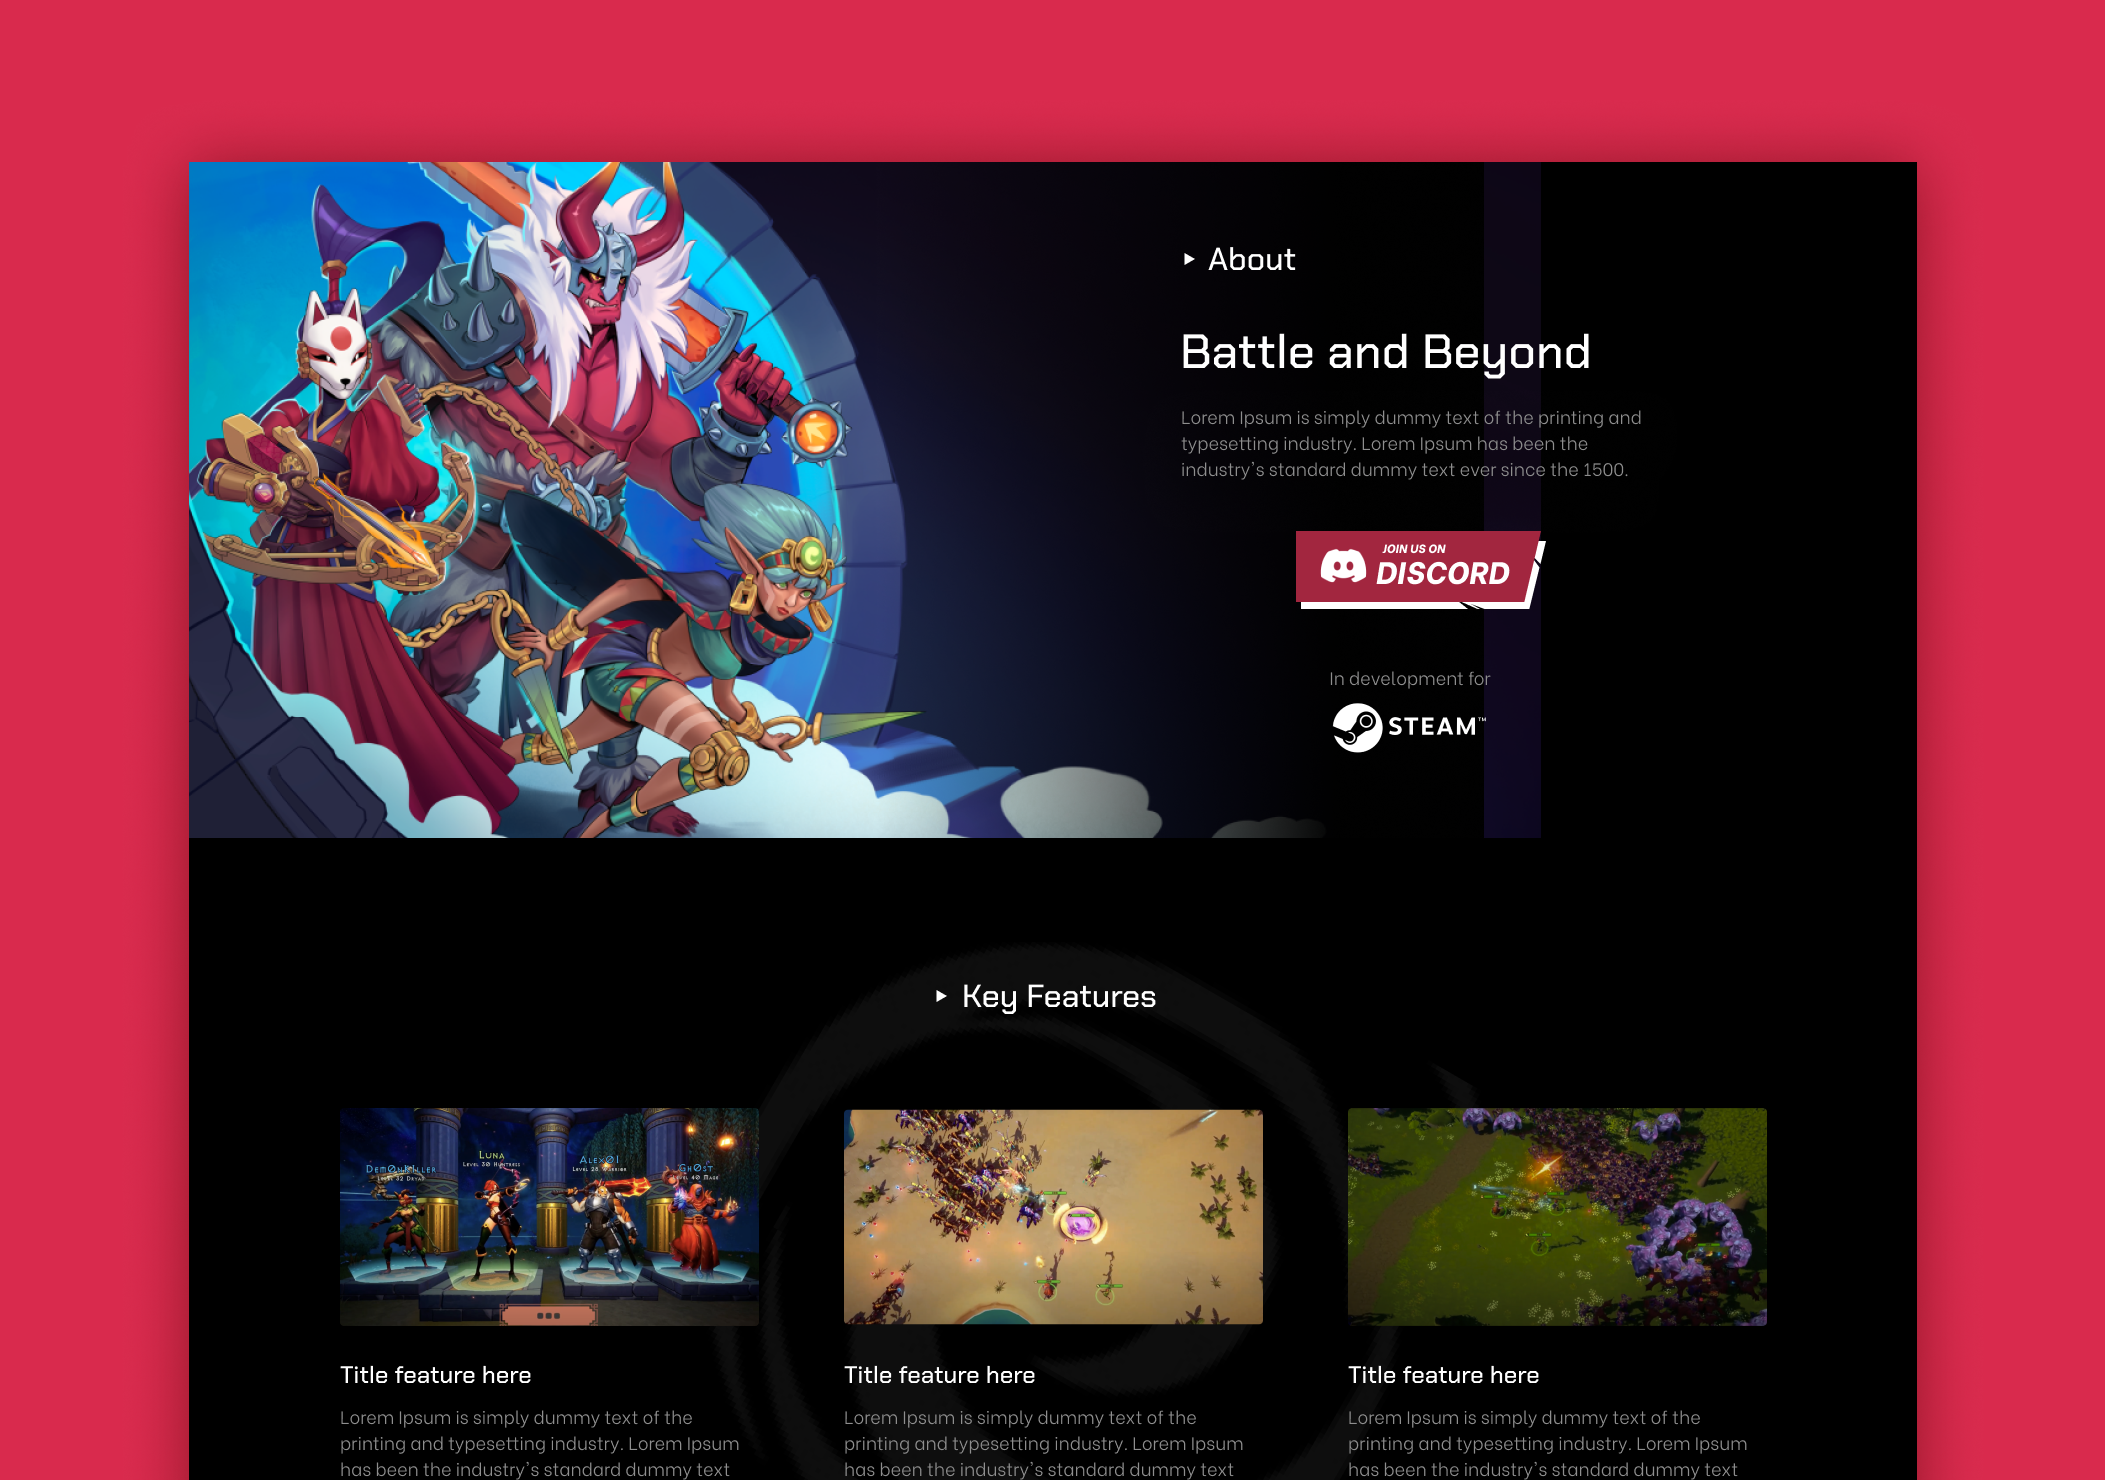 About
Battle and Beyond
Lorem Ipsum is simply dummy text of the printing and
typesetting industry. Lorem Ipsum has been the
industry's standard dummy text ever since the 1500.
JOIN US ON
DISCORD
In development for
STEAM™
Key Features
Luna
Level 30 Huntress
Alex01
Level 28 Warrior
Gh0st
Level 40 Mage
Level 32 Dryad
Title feature here
Lorem Ipsum is simply dummy text of the
printing and typesetting industry. Lorem Ipsum
has been the industry's standard dummy text
Title feature here
Lorem Ipsum is simply dummy text of the
printing and typesetting industry. Lorem Ipsum
has been the industry's standard dummy text
Title feature here
Lorem Ipsum is simply dummy text of the
printing and typesetting industry. Lorem Ipsum
has been the industry's standard dummy text